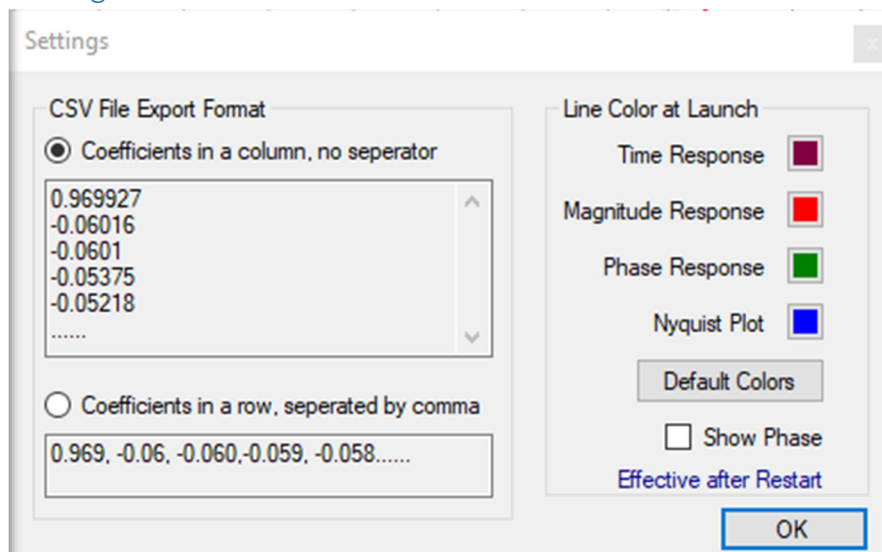 Settings
x
CSV File Export Format
Coefficients in a column, no seperator
0.969927
-0.06016
-0.0601
-0.05375
-0.05218
......
Coefficients in a row, seperated by comma
0.969, -0.06, -0.060,-0.059, -0.058......
Line Color at Launch
Time Response
Magnitude Response
Phase Response
Nyquist Plot
Default Colors
Show Phase
Effective after Restart
OK